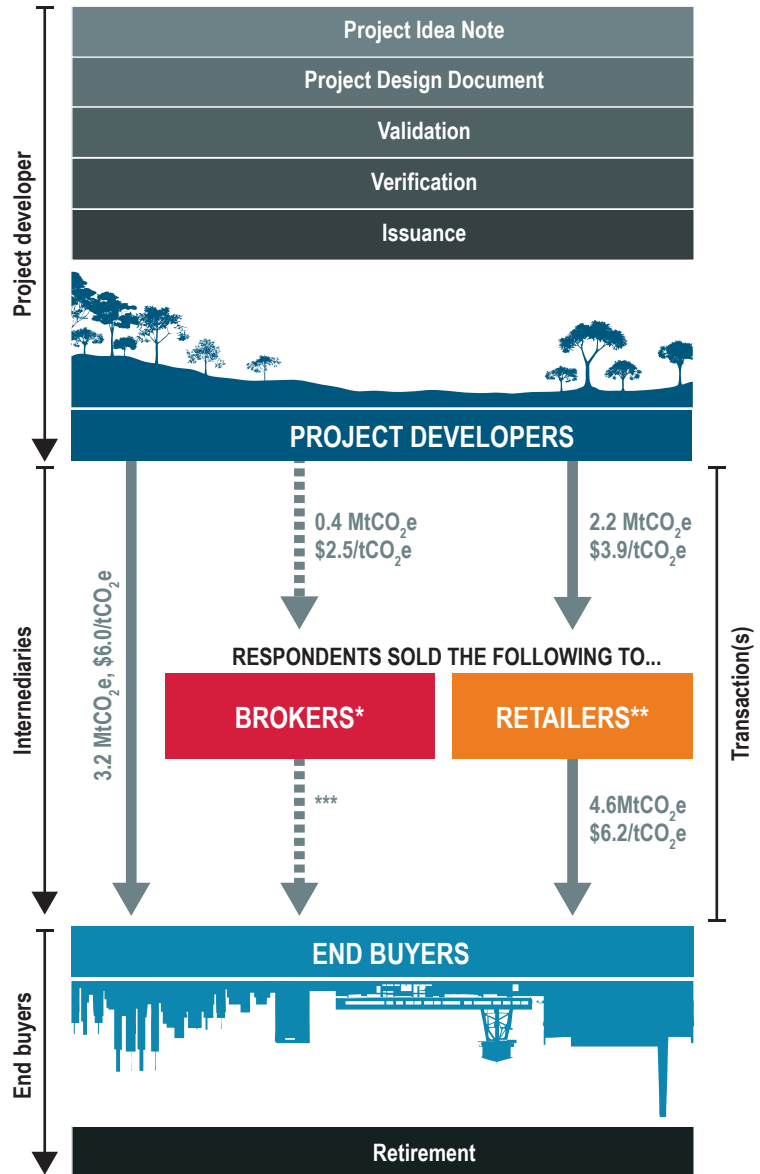 Project Idea Note
Project Design Document
Validation
Verification
Issuance
Project developer
PROJECT DEVELOPERS
Internediaries
3.2 MtCO₂e, $6.0/tCO₂e
0.4 MtCO₂e
$2.5/tCO₂e
2.2 MtCO₂e
$3.9/tCO₂e
RESPONDENTS SOLD THE FOLLOWING TO...
BROKERS*
RETAILERS**
Transaction(s)
***
4.6MtCO₂e
$6.2/tCO₂e
END BUYERS
End buyers
Retirement